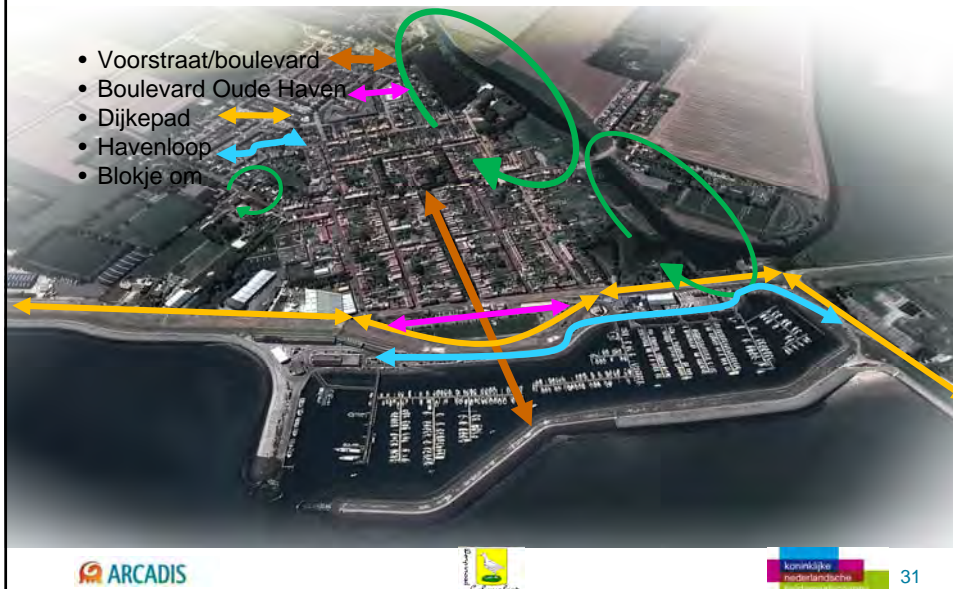 • Voorstraat/boulevard
• Boulevard Oude Haven
• Dijkepad
• Havenloop
• Blokje om
ARCADIS
koninklijke
nederlandsche
31